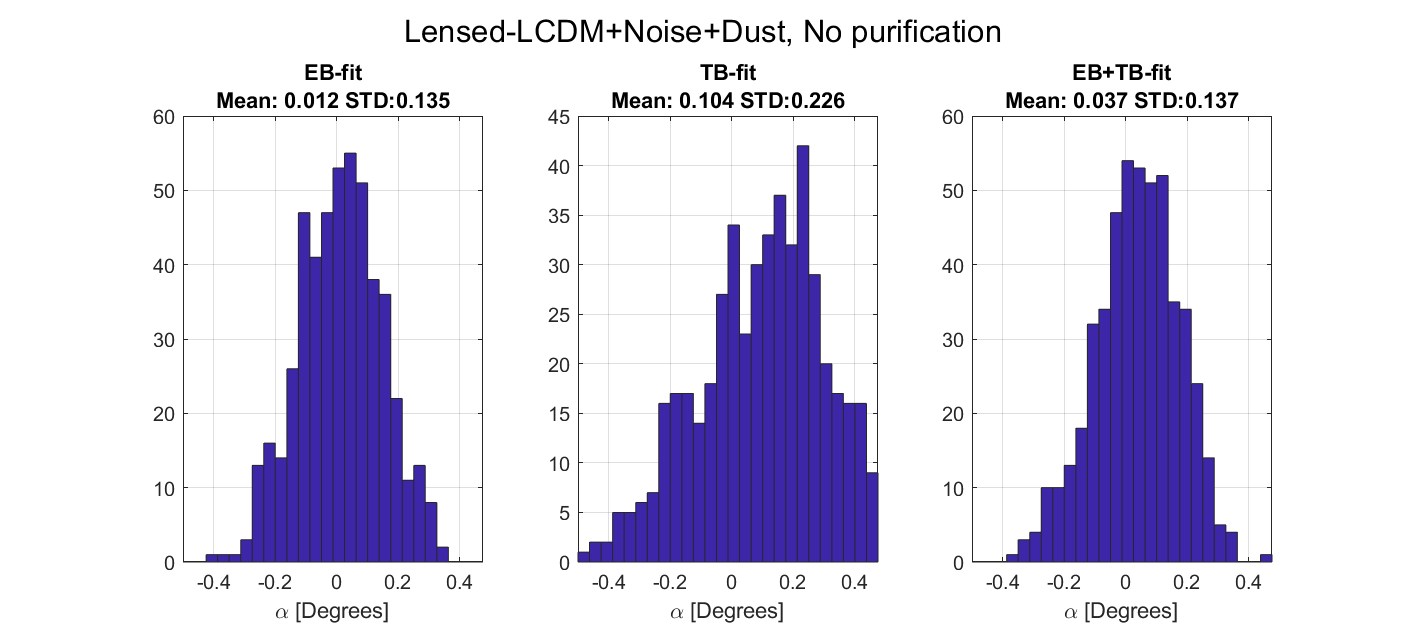 Lensed-LCDM+Noise+Dust, No purification
EB-fit
Mean: 0.012 STD:0.135
60
50
40
30
20
10
0
-0.4 -0.2 0 0.2 0.4
α [Degrees]
TB-fit
Mean: 0.104 STD:0.226
45
40
35
30
25
20
15
10
5
0
-0.4 -0.2 0 0.2 0.4
α [Degrees]
EB+TB-fit
Mean: 0.037 STD:0.137
60
50
40
30
20
10
0
-0.4 -0.2 0 0.2 0.4
α [Degrees]